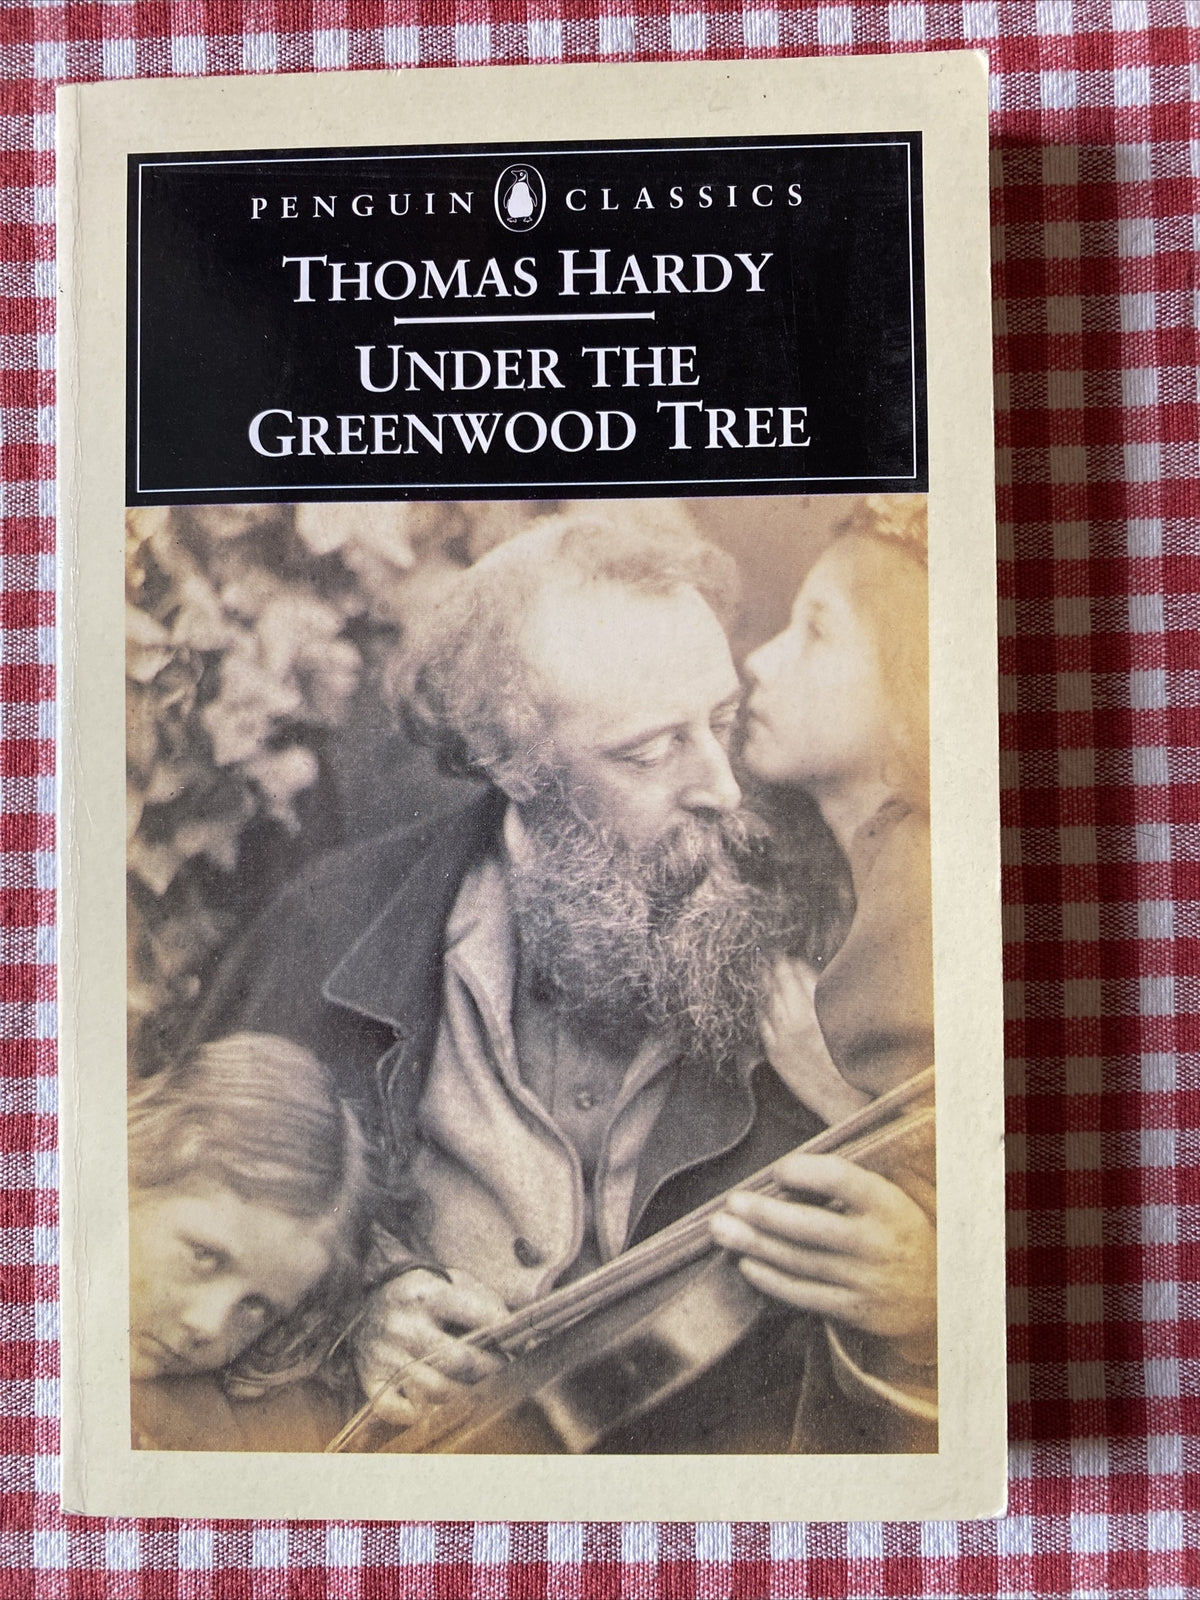 PENGUIN CLASSICS
THOMAS HARDY
UNDER THE
GREENWOOD TREE